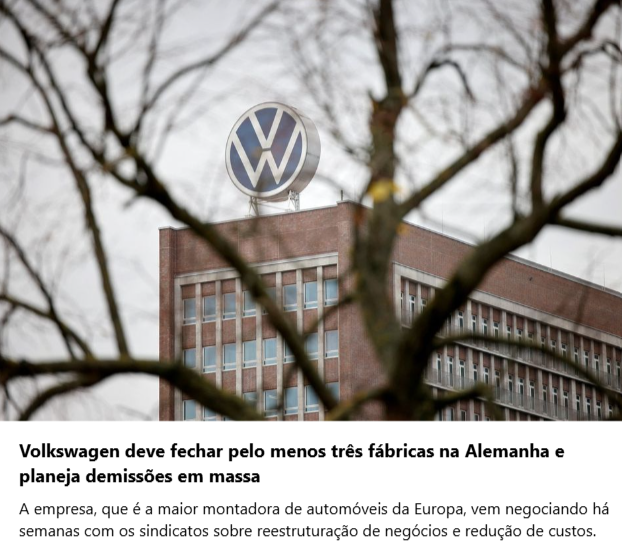 VW
Volkswagen deve fechar pelo menos três fábricas na Alemanha e
planeja demissões em massa
A empresa, que é a maior montadora de automóveis da Europa, vem negociando há
semanas com os sindicatos sobre reestruturação de negócios e redução de custos.